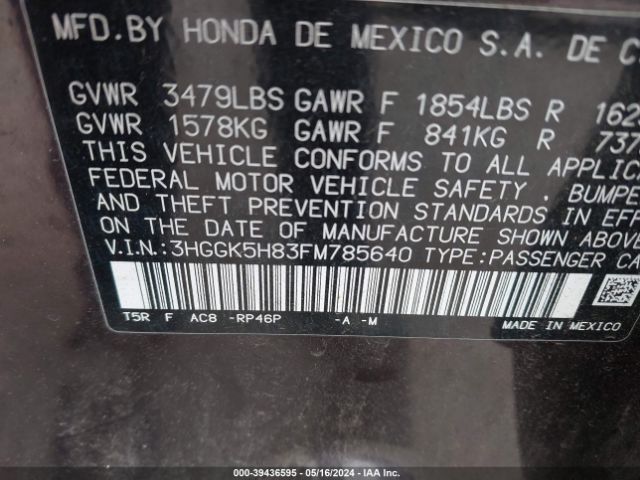 MFD.BY HONDA DE MEXICO S.A. DE C.
GVWR 3479LBS GAWR F 1854LBS R 162
GVWR 1578KG GAWR F 841KG R 737
THIS VEHICLE CONFORMS TO ALL APPLIC
FEDERAL MOTOR VEHICLE SAFETY , BUMPE
AND THEFT PREVENTION STANDARDS IN EFF
ON THE DATE OF MANUFACTURE SHOWN ABOV
V.I.N.:3HGGK5H83FM785640 TYPE:PASSENGER CA
T5R F AC8 -RP46P -A -M MADE IN MEXICO
000-39436595 - 05/16/2024 - IAA Inc.